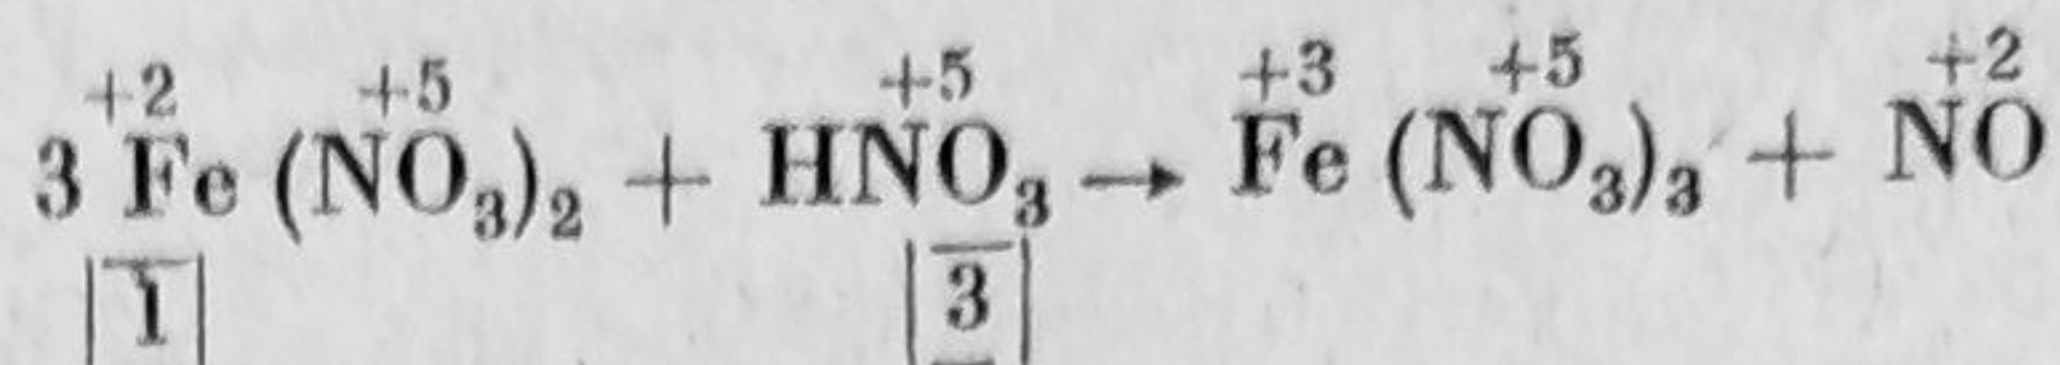 +2 +5 +5 +3 +5 +2
3 Fe (NO₃)₂ + HNO₃ → Fe (NO₃)₃ + NO
1 3